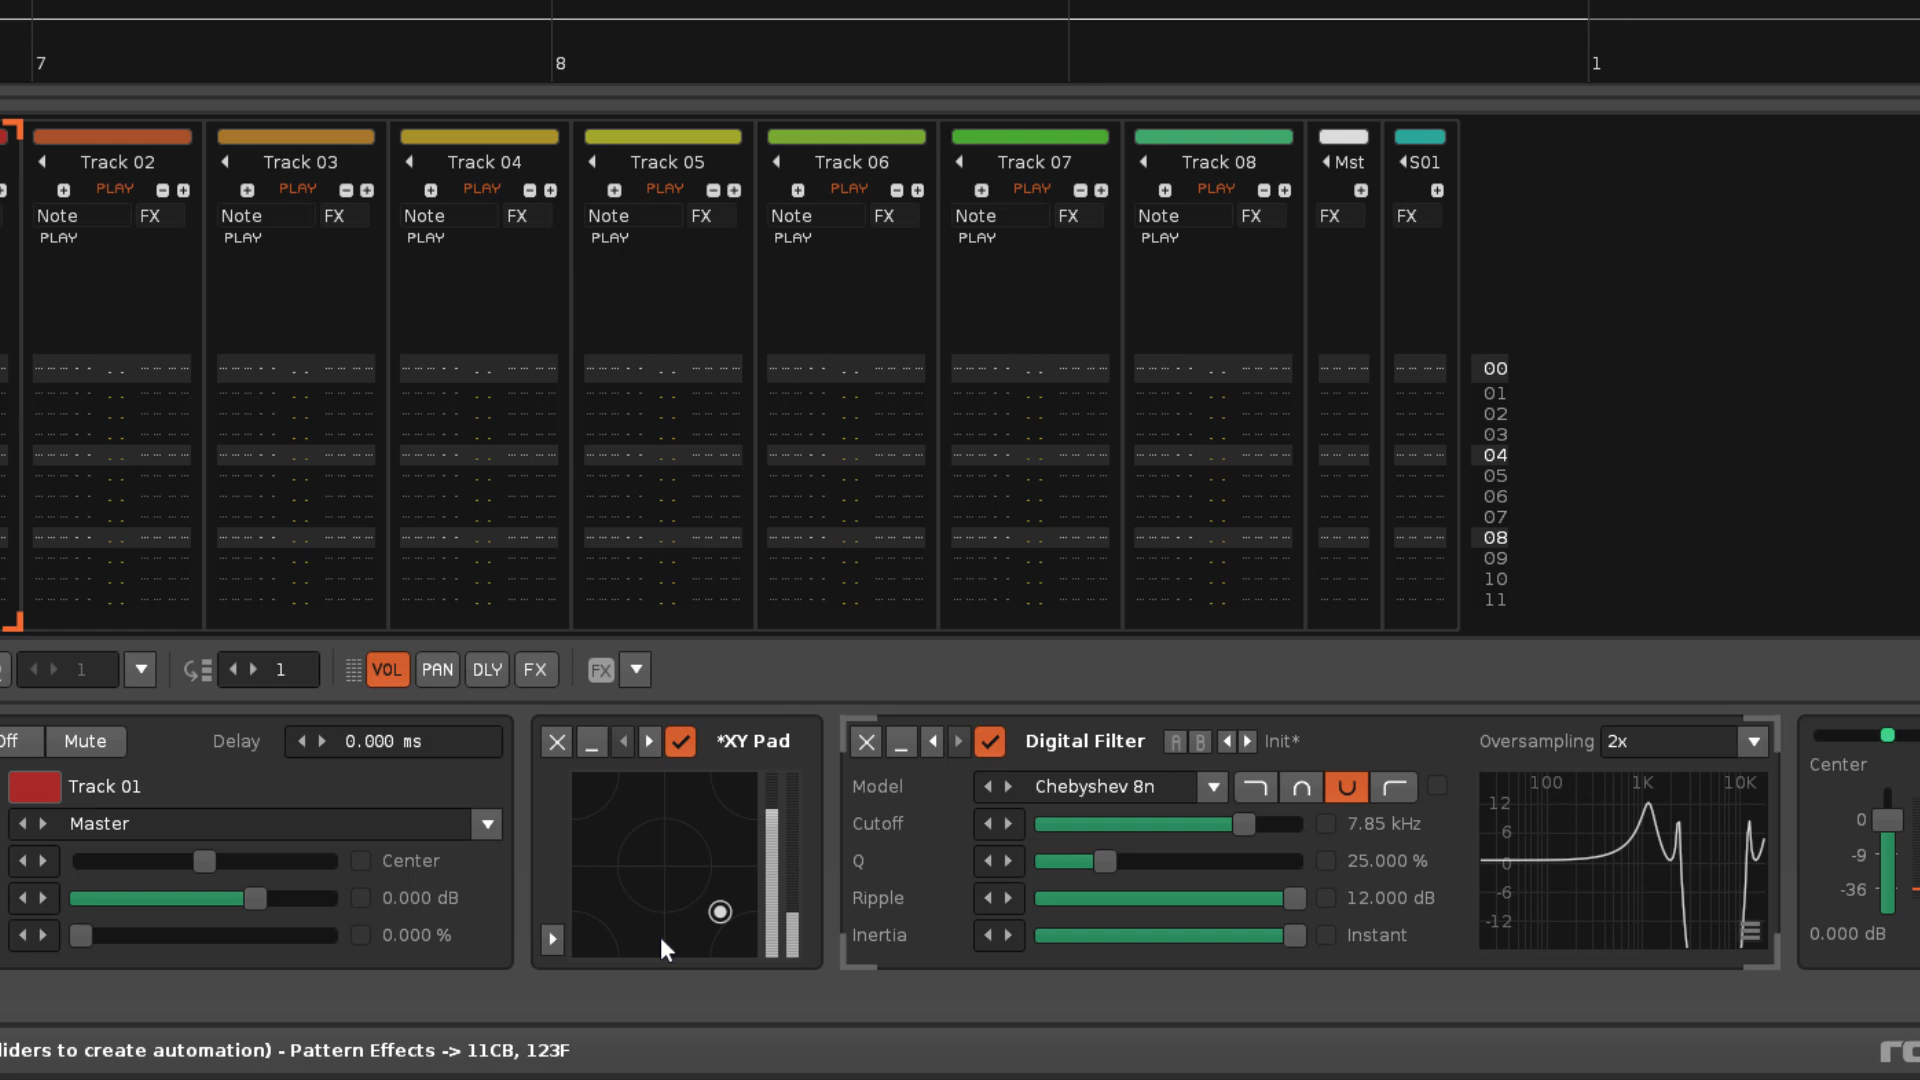 7 8 1
Track 02 Track 03 Track 04 Track 05 Track 06 Track 07 Track 08 Mst S01
PLAY PLAY PLAY PLAY PLAY PLAY PLAY
Note FX Note FX Note FX Note FX Note FX Note FX Note FX FX FX
PLAY PLAY PLAY PLAY PLAY PLAY PLAY
00
01
02
03
04
05
06
07
08
09
10
11
1 1 VOL PAN DLY FX FX
Off Mute Delay 0.000 ms
Track 01
Master
Center
0.000 dB
0.000 %
*XY Pad
Digital Filter A B Init* Oversampling 2x
Model Chebyshev 8n
Cutoff 7.85 kHz
Q 25.000 %
Ripple 12.000 dB
Inertia Instant
100 1K 10K
12
6
0
-6
-12
Center
0
-9
-36
0.000 dB
liders to create automation) - Pattern Effects -> 11CB, 123F